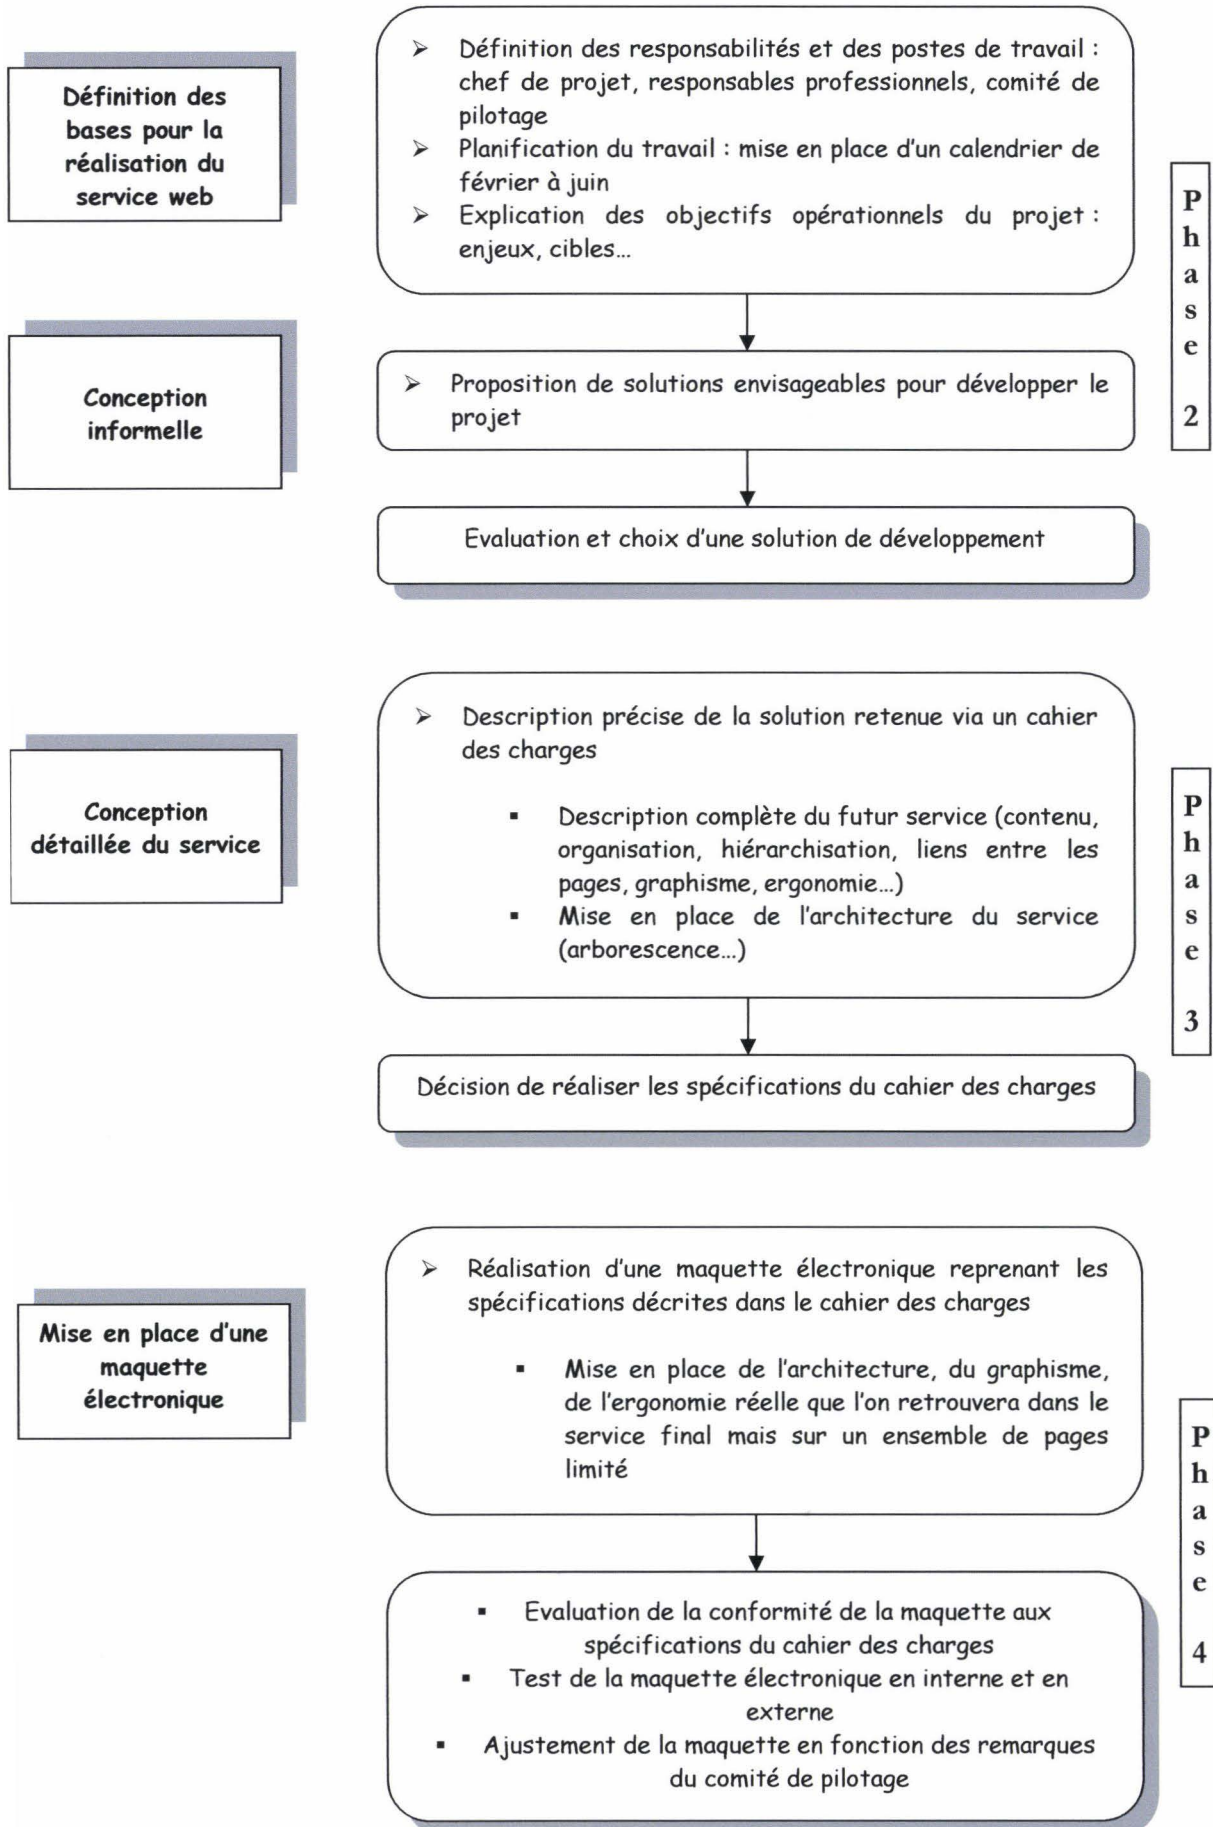 Définition des
bases pour la
réalisation du
service web
➢ Définition des responsabilités et des postes de travail :
chef de projet, responsables professionnels, comité de
pilotage
➢ Planification du travail : mise en place d'un calendrier de
février à juin
➢ Explication des objectifs opérationnels du projet :
enjeux, cibles...
Phase 2
Conception
informelle
➢ Proposition de solutions envisageables pour développer le
projet
Evaluation et choix d'une solution de développement
Conception
détaillée du service
➢ Description précise de la solution retenue via un cahier
des charges
▪ Description complète du futur service (contenu,
organisation, hiérarchisation, liens entre les
pages, graphisme, ergonomie...)
▪ Mise en place de l'architecture du service
(arborescence...)
Phase 3
Décision de réaliser les spécifications du cahier des charges
Mise en place d'une
maquette
électronique
➢ Réalisation d'une maquette électronique reprenant les
spécifications décrites dans le cahier des charges
▪ Mise en place de l'architecture, du graphisme,
de l'ergonomie réelle que l'on retrouvera dans le
service final mais sur un ensemble de pages
limité
Phase 4
▪ Evaluation de la conformité de la maquette aux
spécifications du cahier des charges
▪ Test de la maquette électronique en interne et en
externe
▪ Ajustement de la maquette en fonction des remarques
du comité de pilotage